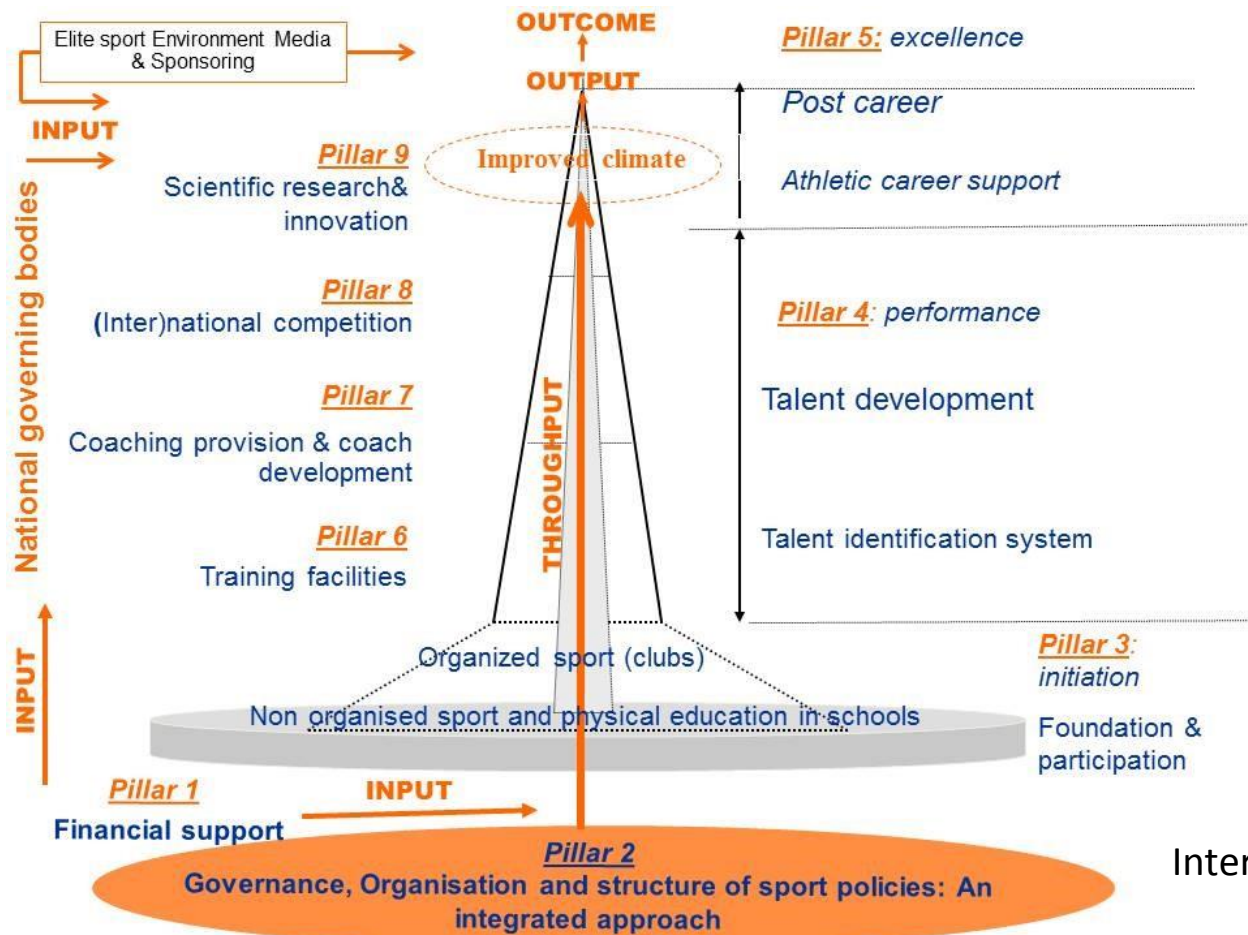 Elite sport Environment Media
& Sponsoring
OUTCOME
OUTPUT
INPUT
Pillar 5: excellence
Post career
Athletic career support
Improved climate
Pillar 9
Scientific research&
innovation
Pillar 8
(Inter)national competition
Pillar 7
Coaching provision & coach
development
Pillar 6
Training facilities
National governing bodies
INPUT
THROUGHPUT
Pillar 4: performance
Talent development
Talent identification system
Pillar 3:
initiation
Foundation &
participation
Organized sport (clubs)
Non organised sport and physical education in schools
Pillar 1
Financial support
INPUT
Pillar 2
Governance, Organisation and structure of sport policies: An
integrated approach
Inter